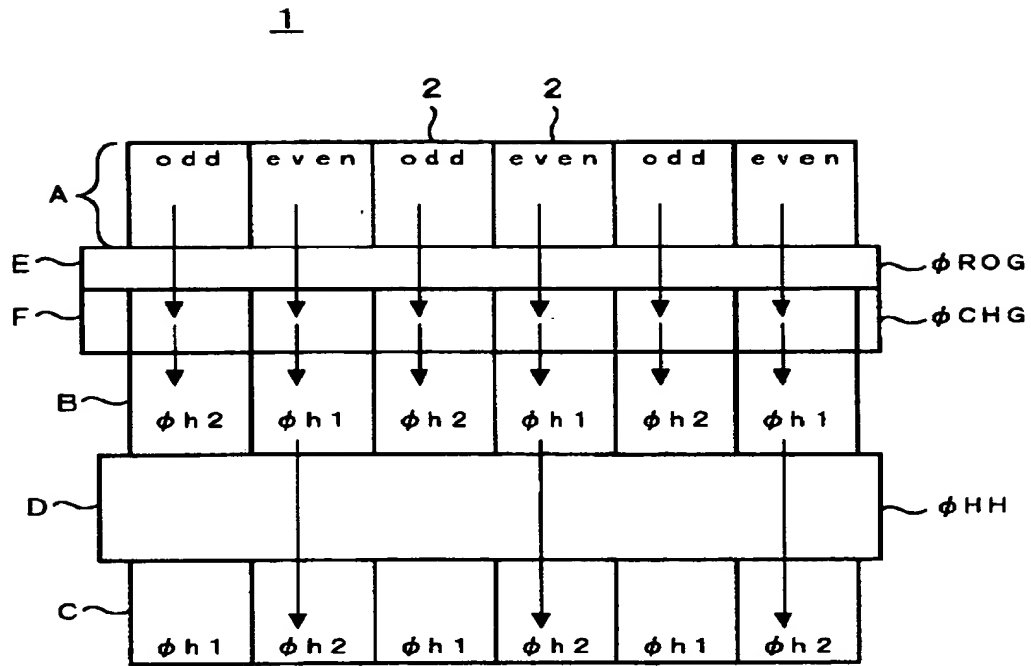 1
2 2
odd even odd even odd even
A
E φROG
F φCHG
B φh2 φh1 φh2 φh1 φh2 φh1
D φHH
C φh1 φh2 φh1 φh2 φh1 φh2